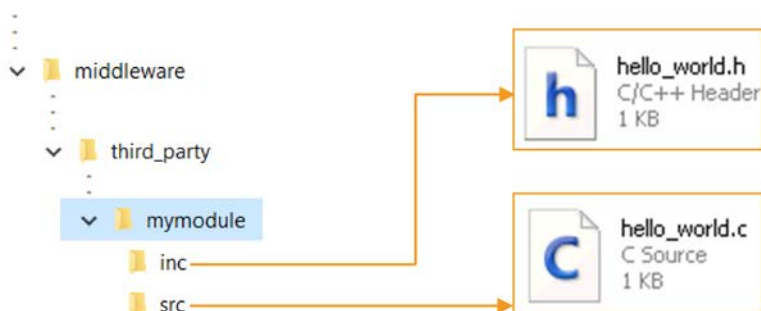 middleware
third_party
mymodule
inc
src
h
hello_world.h
C/C++ Header
1 KB
C
hello_world.c
C Source
1 KB